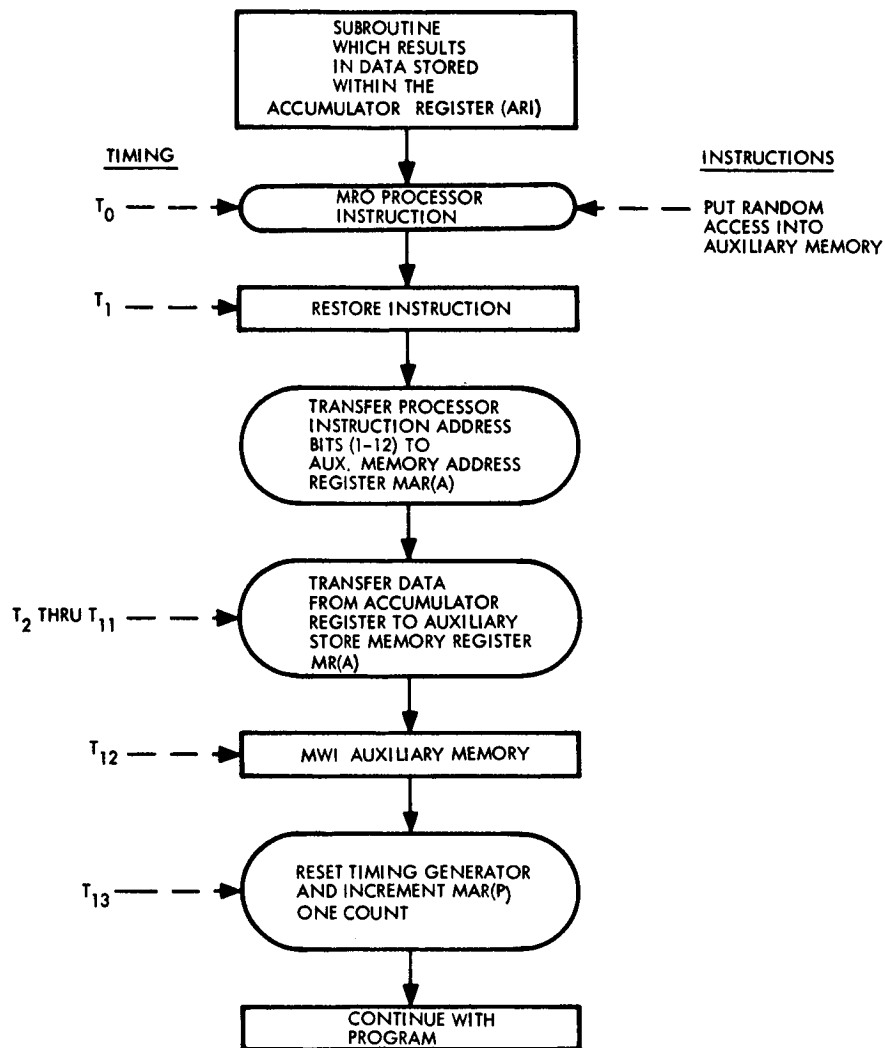 SUBROUTINE
WHICH RESULTS
IN DATA STORED
WITHIN THE
ACCUMULATOR REGISTER (ARI)
TIMING
INSTRUCTIONS
T0
MRO PROCESSOR
INSTRUCTION
PUT RANDOM
ACCESS INTO
AUXILIARY MEMORY
T1
RESTORE INSTRUCTION
TRANSFER PROCESSOR
INSTRUCTION ADDRESS
BITS (1-12) TO
AUX. MEMORY ADDRESS
REGISTER MAR(A)
T2 THRU T11
TRANSFER DATA
FROM ACCUMULATOR
REGISTER TO AUXILIARY
STORE MEMORY REGISTER
MR(A)
T12
MWI AUXILIARY MEMORY
T13
RESET TIMING GENERATOR
AND INCREMENT MAR(P)
ONE COUNT
CONTINUE WITH
PROGRAM